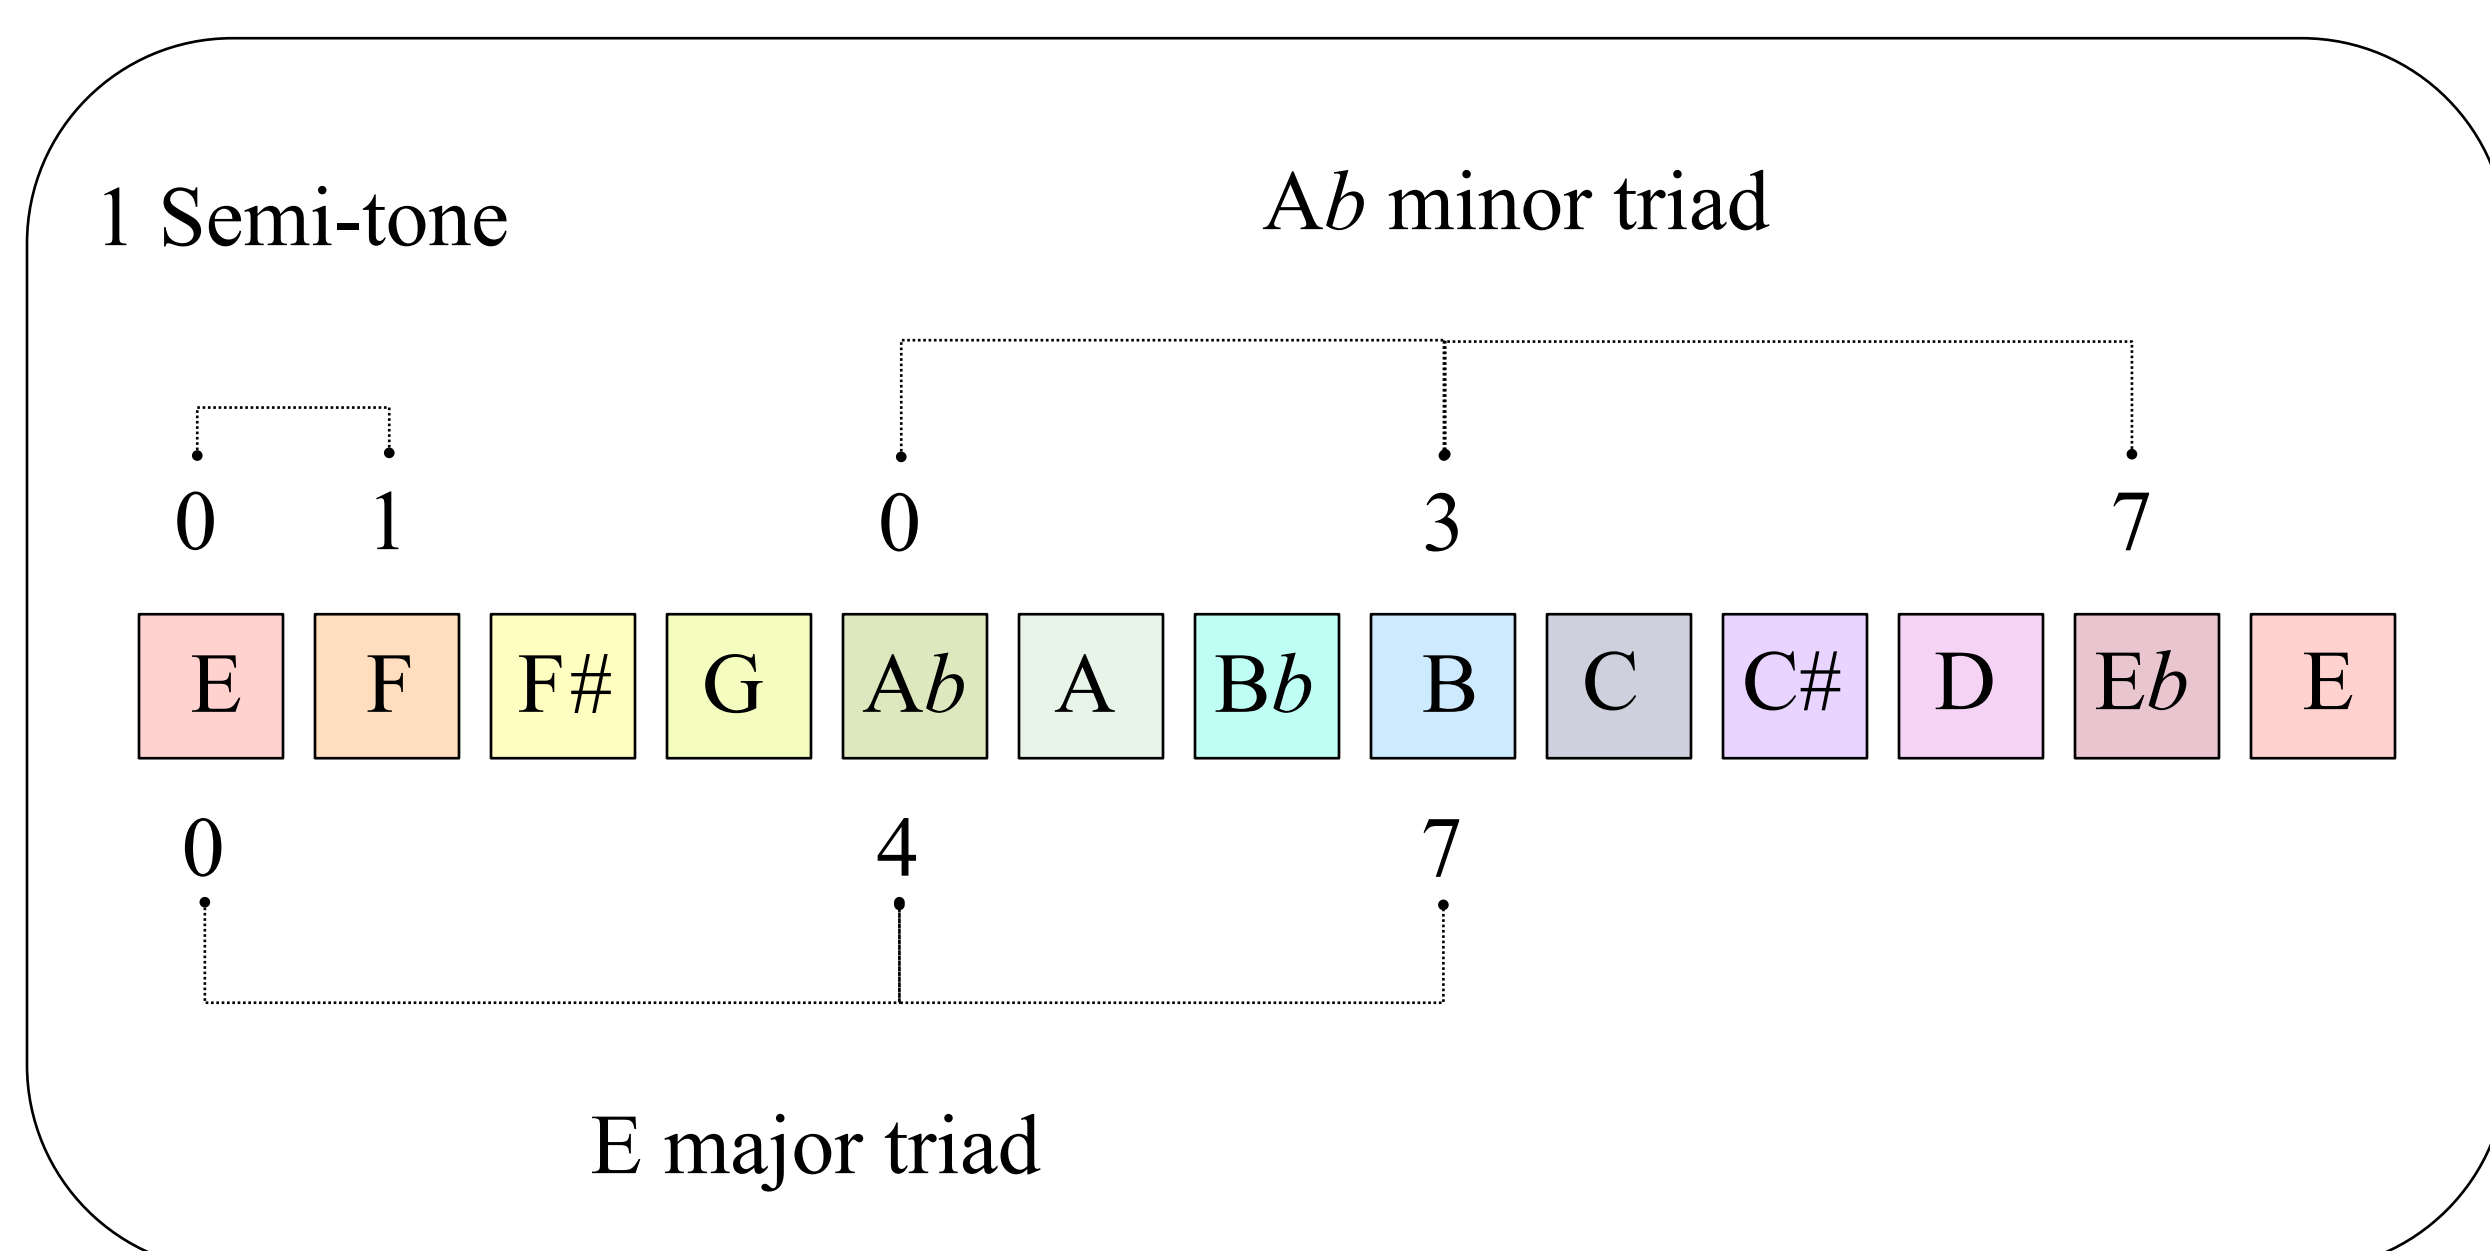 1 Semi-tone
Ab minor triad
0 1 0 3 7
E F F# G Ab A Bb B C C# D Eb E
0 4 7
E major triad